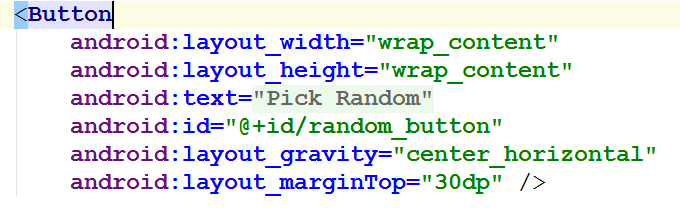 <Button
android:layout_width="wrap_content"
android:layout_height="wrap_content"
android:text="Pick Random"
android:id="@+id/random_button"
android:layout_gravity="center_horizontal"
android:layout_marginTop="30dp" />